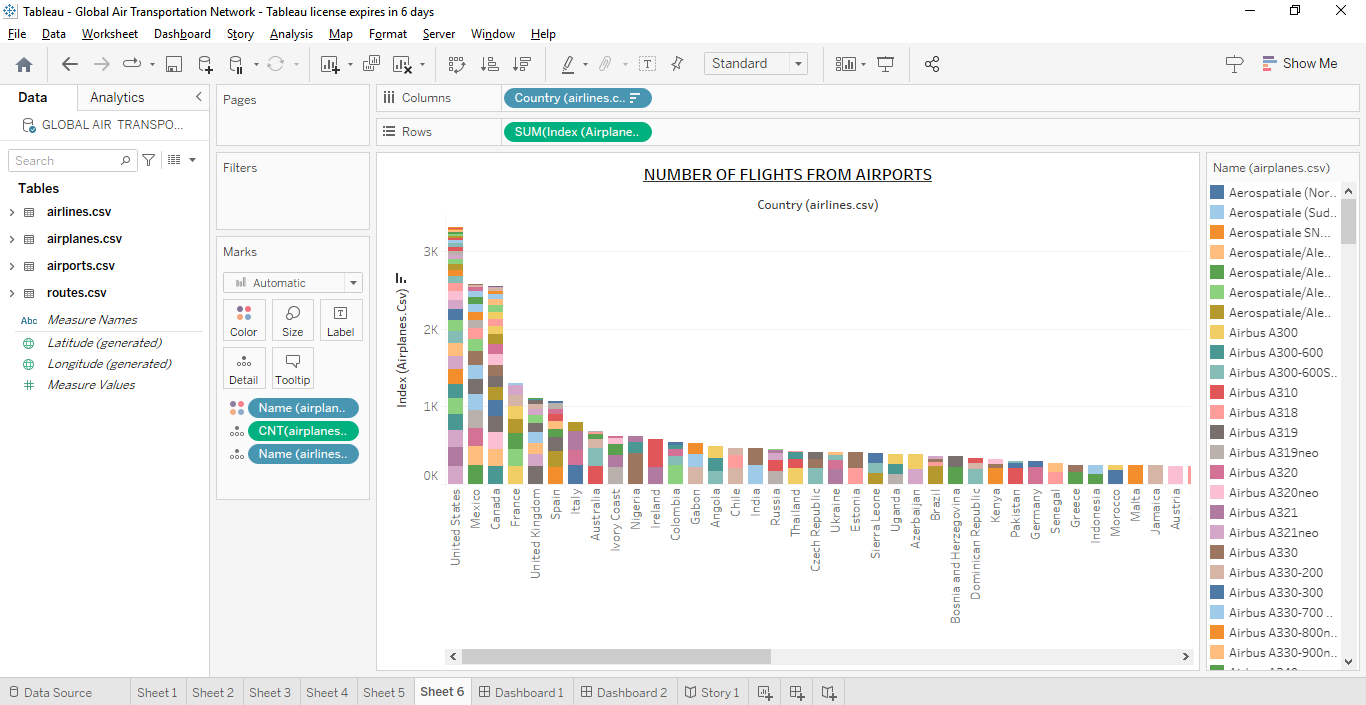 Tableau - Global Air Transportation Network - Tableau license expires in 6 days
File Data Worksheet Dashboard Story Analysis Map Format Server Window Help
Standard
Show Me
Data Analytics
GLOBAL AIR TRANSPO...
Search
Tables
airlines.csv
airplanes.csv
airports.csv
routes.csv
Abc Measure Names
Latitude (generated)
Longitude (generated)
# Measure Values
Pages
Filters
Marks
Automatic
Color Size Label
Detail Tooltip
Name (airplan..
CNT(airplanes..
Name (airlines..
Columns Country (airlines.c..
Rows SUM(Index (Airplane..
NUMBER OF FLIGHTS FROM AIRPORTS
Country (airlines.csv)
Index (Airplanes.Csv)
3K
2K
1K
0K
United States
Mexico
Canada
France
United Kingdom
Spain
Italy
Australia
Ivory Coast
Nigeria
Ireland
Colombia
Gabon
Angola
Chile
India
Russia
Thailand
Czech Republic
Ukraine
Estonia
Sierra Leone
Uganda
Azerbaijan
Brazil
Bosnia and Herzegovina
Dominican Republic
Kenya
Pakistan
Germany
Senegal
Greece
Indonesia
Morocco
Malta
Jamaica
Austria
Name (airplanes.csv)
Aerospatiale (Nor..
Aerospatiale (Sud..
Aerospatiale SN...
Aerospatiale/Ale..
Aerospatiale/Ale..
Aerospatiale/Ale..
Aerospatiale/Ale..
Airbus A300
Airbus A300-600
Airbus A300-600S..
Airbus A310
Airbus A318
Airbus A319
Airbus A319neo
Airbus A320
Airbus A320neo
Airbus A321
Airbus A321neo
Airbus A330
Airbus A330-200
Airbus A330-300
Airbus A330-700 ..
Airbus A330-800n..
Airbus A330-900n..
Data Source Sheet 1 Sheet 2 Sheet 3 Sheet 4 Sheet 5 Sheet 6 Dashboard 1 Dashboard 2 Story 1